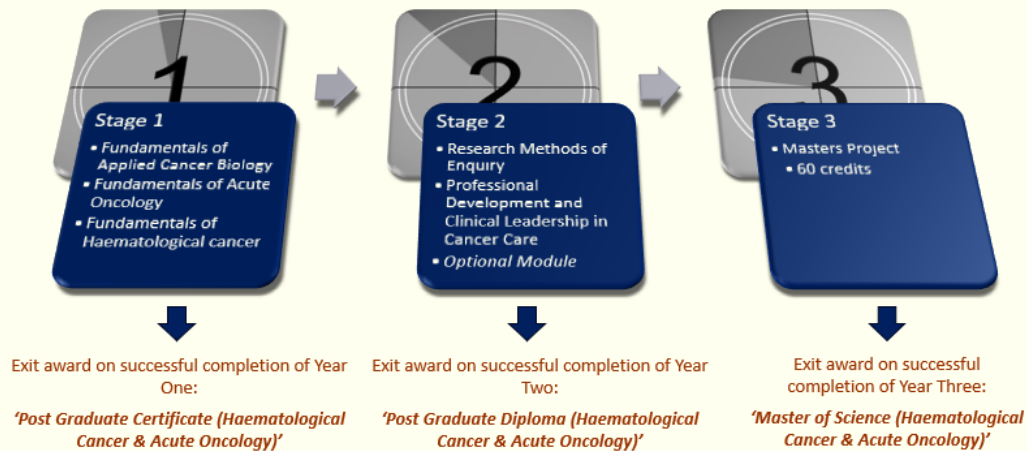 1
Stage 1
▪ Fundamentals of
Applied Cancer Biology
▪ Fundamentals of Acute
Oncology
▪ Fundamentals of
Haematological cancer
Exit award on successful completion of Year
One:
‘Post Graduate Certificate (Haematological
Cancer & Acute Oncology)’
2
Stage 2
▪ Research Methods of
Enquiry
▪ Professional
Development and
Clinical Leadership in
Cancer Care
▪ Optional Module
Exit award on successful completion of Year
Two:
‘Post Graduate Diploma (Haematological
Cancer & Acute Oncology)’
3
Stage 3
▪ Masters Project
▪ 60 credits
Exit award on successful
completion of Year Three:
‘Master of Science (Haematological
Cancer & Acute Oncology)’